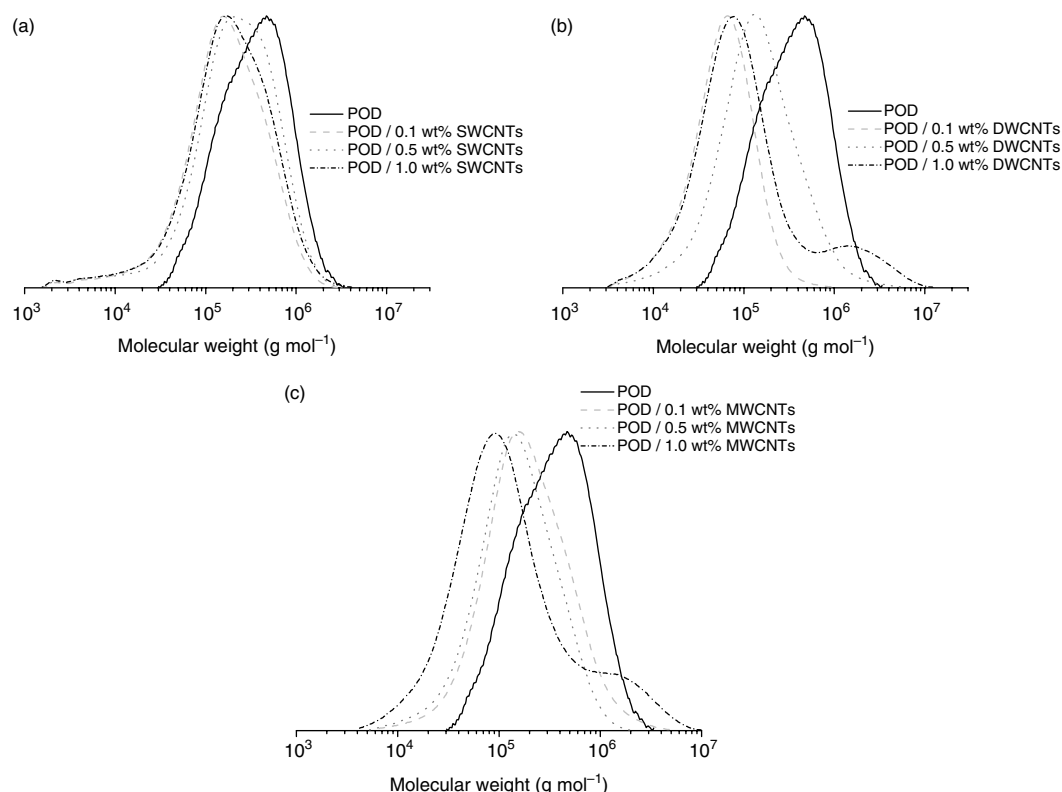 (a)
POD
POD / 0.1 wt% SWCNTs
POD / 0.5 wt% SWCNTs
POD / 1.0 wt% SWCNTs
10³ 10⁴ 10⁵ 10⁶ 10⁷
Molecular weight (g mol⁻¹)
(b)
POD
POD / 0.1 wt% DWCNTs
POD / 0.5 wt% DWCNTs
POD / 1.0 wt% DWCNTs
10³ 10⁴ 10⁵ 10⁶ 10⁷
Molecular weight (g mol⁻¹)
(c)
POD
POD / 0.1 wt% MWCNTs
POD / 0.5 wt% MWCNTs
POD / 1.0 wt% MWCNTs
10³ 10⁴ 10⁵ 10⁶ 10⁷
Molecular weight (g mol⁻¹)